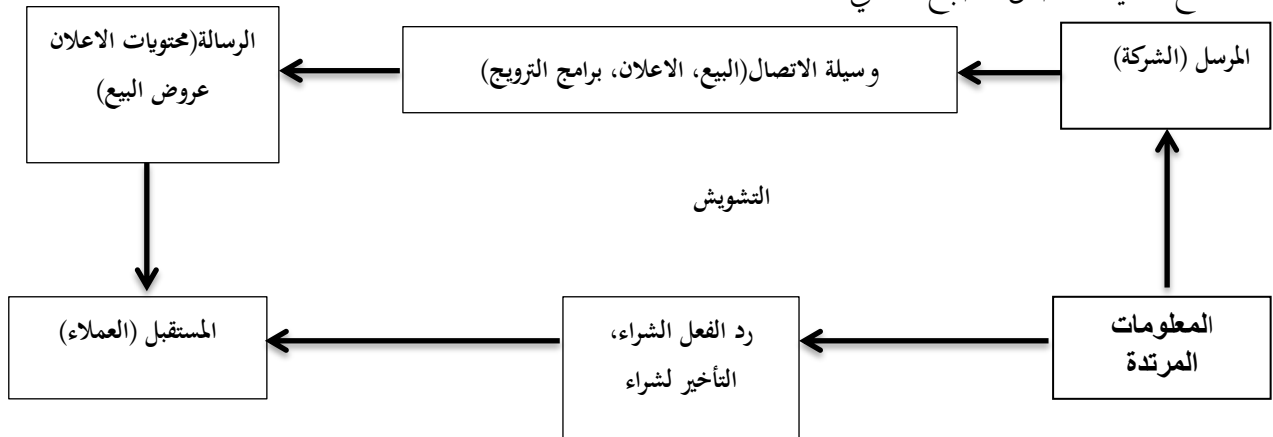 المرسل (الشركة)
وسيلة الاتصال(البيع، الاعلان، برامج الترويج)
الرسالة(محتويات الاعلان
عروض البيع)
التشويش
المعلومات
المرتدة
رد الفعل الشراء،
التأخير لشراء
المستقبل (العملاء)